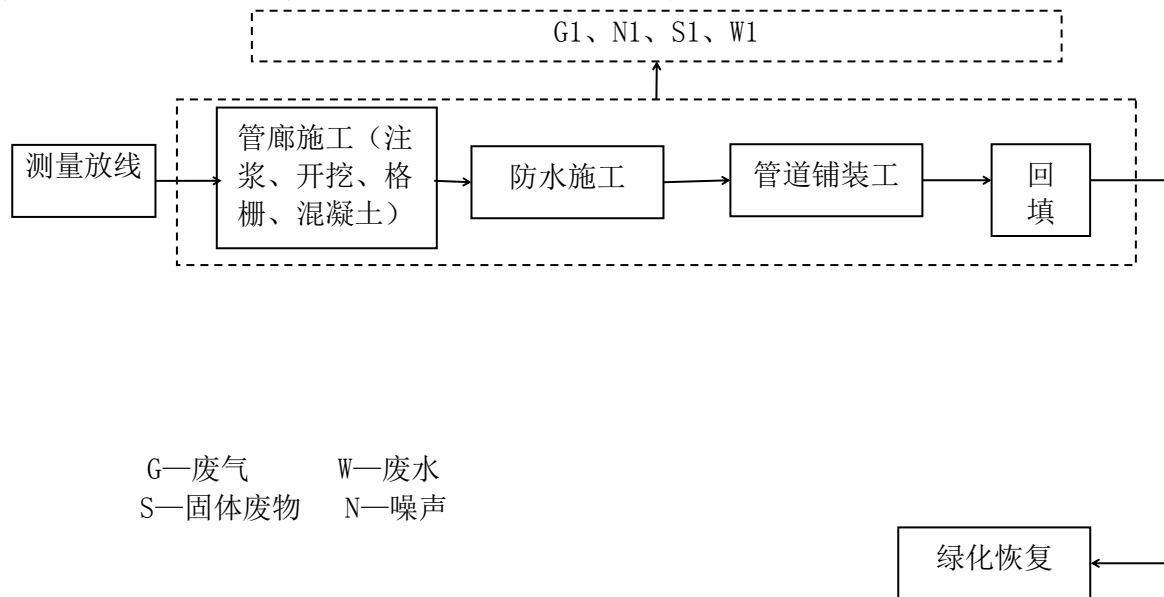 G1、N1、S1、W1
测量放线
管廊施工（注
浆、开挖、格
栅、混凝土）
防水施工
管道铺装工
回
填
G—废气 W—废水
S—固体废物 N—噪声
绿化恢复